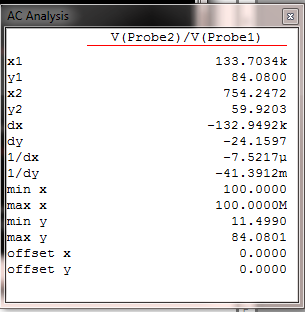 AC Analysis
V(Probe2)/V(Probe1)
x1 133.7034k
y1 84.0800
x2 754.2472
y2 59.9203
dx -132.9492k
dy -24.1597
1/dx -7.5217µ
1/dy -41.3912m
min x 100.0000
max x 100.0000M
min y 11.4990
max y 84.0801
offset x 0.0000
offset y 0.0000